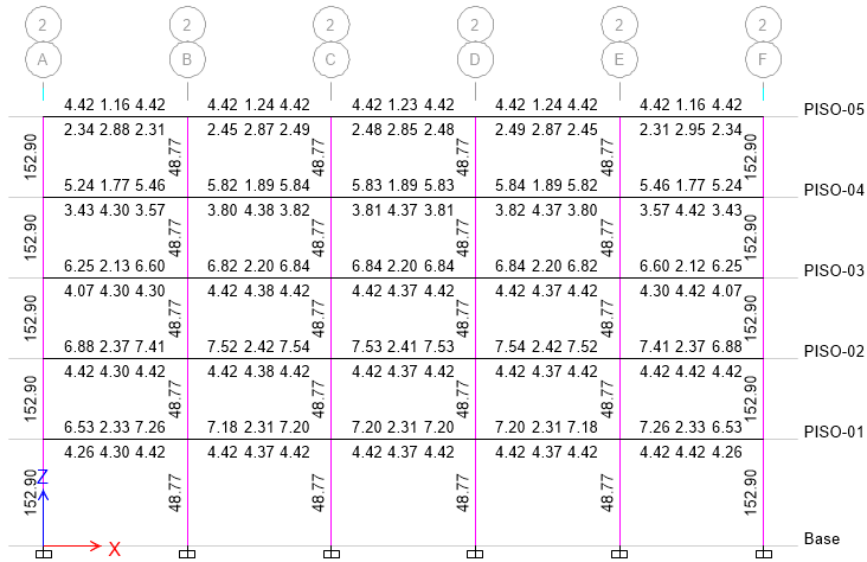 2 2 2 2 2 2
A B C D E F
4.42 1.16 4.42 4.42 1.24 4.42 4.42 1.23 4.42 4.42 1.24 4.42 4.42 1.16 4.42 PISO-05
2.34 2.88 2.31 2.45 2.87 2.49 2.48 2.85 2.48 2.49 2.87 2.45 2.31 2.95 2.34
152.90 48.77 48.77 48.77 48.77 152.90
5.24 1.77 5.46 5.82 1.89 5.84 5.83 1.89 5.83 5.84 1.89 5.82 5.46 1.77 5.24 PISO-04
3.43 4.30 3.57 3.80 4.38 3.82 3.81 4.37 3.81 3.82 4.37 3.80 3.57 4.42 3.43
152.90 48.77 48.77 48.77 48.77 152.90
6.25 2.13 6.60 6.82 2.20 6.84 6.84 2.20 6.84 6.84 2.20 6.82 6.60 2.12 6.25 PISO-03
4.07 4.30 4.30 4.42 4.38 4.42 4.42 4.37 4.42 4.42 4.37 4.42 4.30 4.42 4.07
152.90 48.77 48.77 48.77 48.77 152.90
6.88 2.37 7.41 7.52 2.42 7.54 7.53 2.41 7.53 7.54 2.42 7.52 7.41 2.37 6.88 PISO-02
4.42 4.30 4.42 4.42 4.38 4.42 4.42 4.37 4.42 4.42 4.37 4.42 4.42 4.42 4.42
152.90 48.77 48.77 48.77 48.77 152.90
6.53 2.33 7.26 7.18 2.31 7.20 7.20 2.31 7.20 7.20 2.31 7.18 7.26 2.33 6.53 PISO-01
4.26 4.30 4.42 4.42 4.37 4.42 4.42 4.37 4.42 4.42 4.37 4.42 4.42 4.42 4.26
152.90 48.77 48.77 48.77 48.77 152.90
Z
X
Base